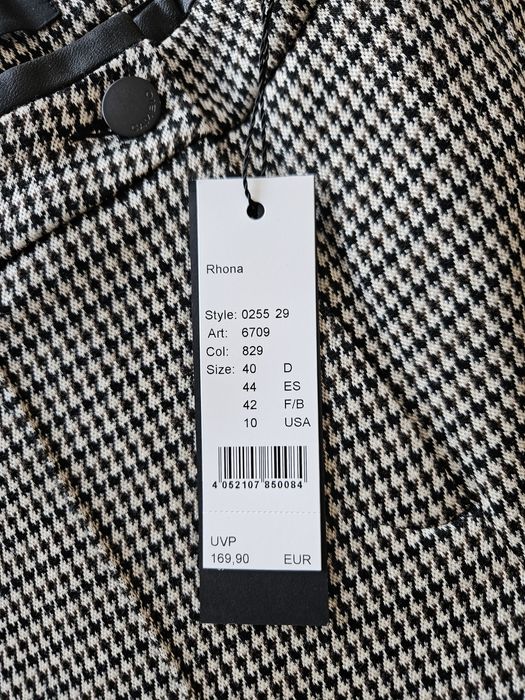 Rhona
Style: 0255 29
Art: 6709
Col: 829
Size: 40 D
44 ES
42 F/B
10 USA
4 052107 850084
UVP
169,90 EUR